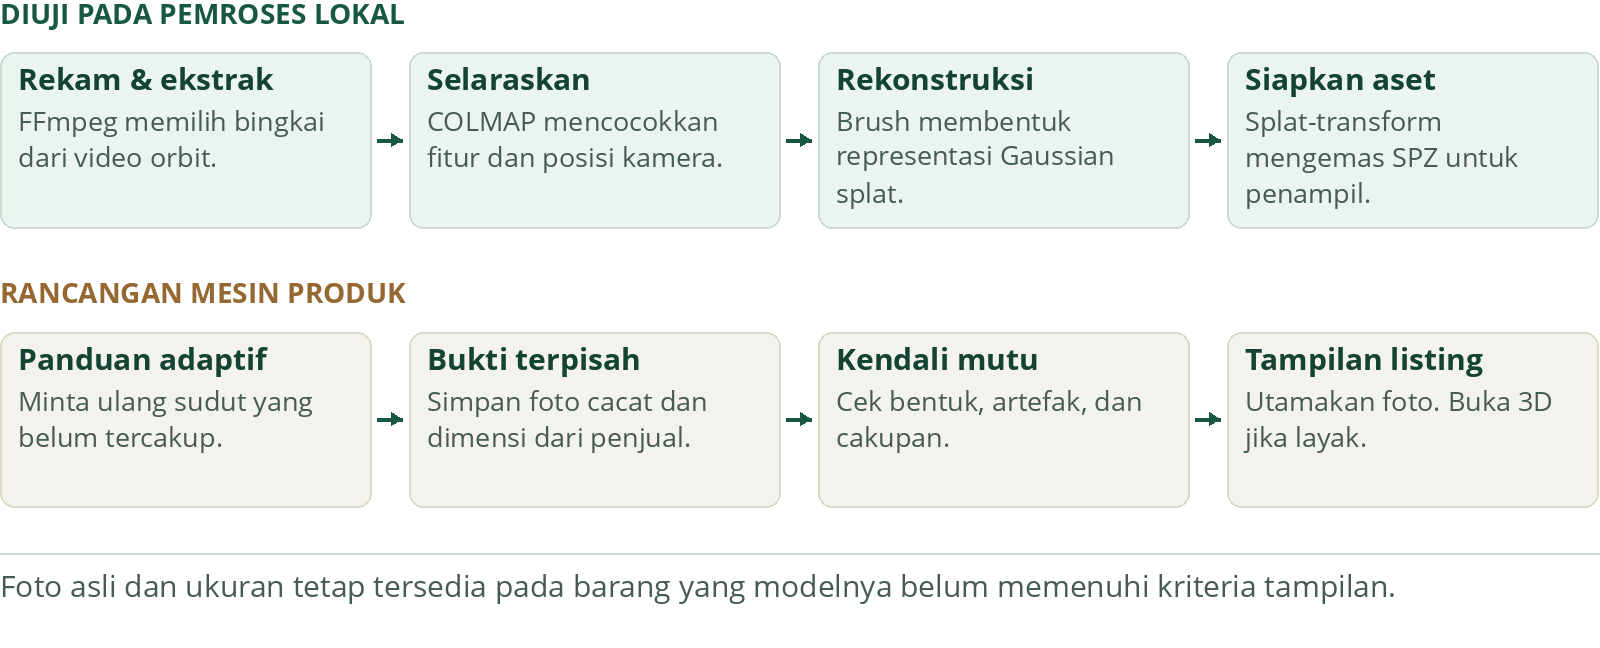 DIUJI PADA PEMROSES LOKAL
Rekam & ekstrak
FFmpeg memilih bingkai
dari video orbit.
Selaraskan
COLMAP mencocokkan
fitur dan posisi kamera.
Rekonstruksi
Brush membentuk
representasi Gaussian
splat.
Siapkan aset
Splat-transform
mengemas SPZ untuk
penampil.
RANCANGAN MESIN PRODUK
Panduan adaptif
Minta ulang sudut yang
belum tercakup.
Bukti terpisah
Simpan foto cacat dan
dimensi dari penjual.
Kendali mutu
Cek bentuk, artefak, dan
cakupan.
Tampilan listing
Utamakan foto. Buka 3D
jika layak.
Foto asli dan ukuran tetap tersedia pada barang yang modelnya belum memenuhi kriteria tampilan.